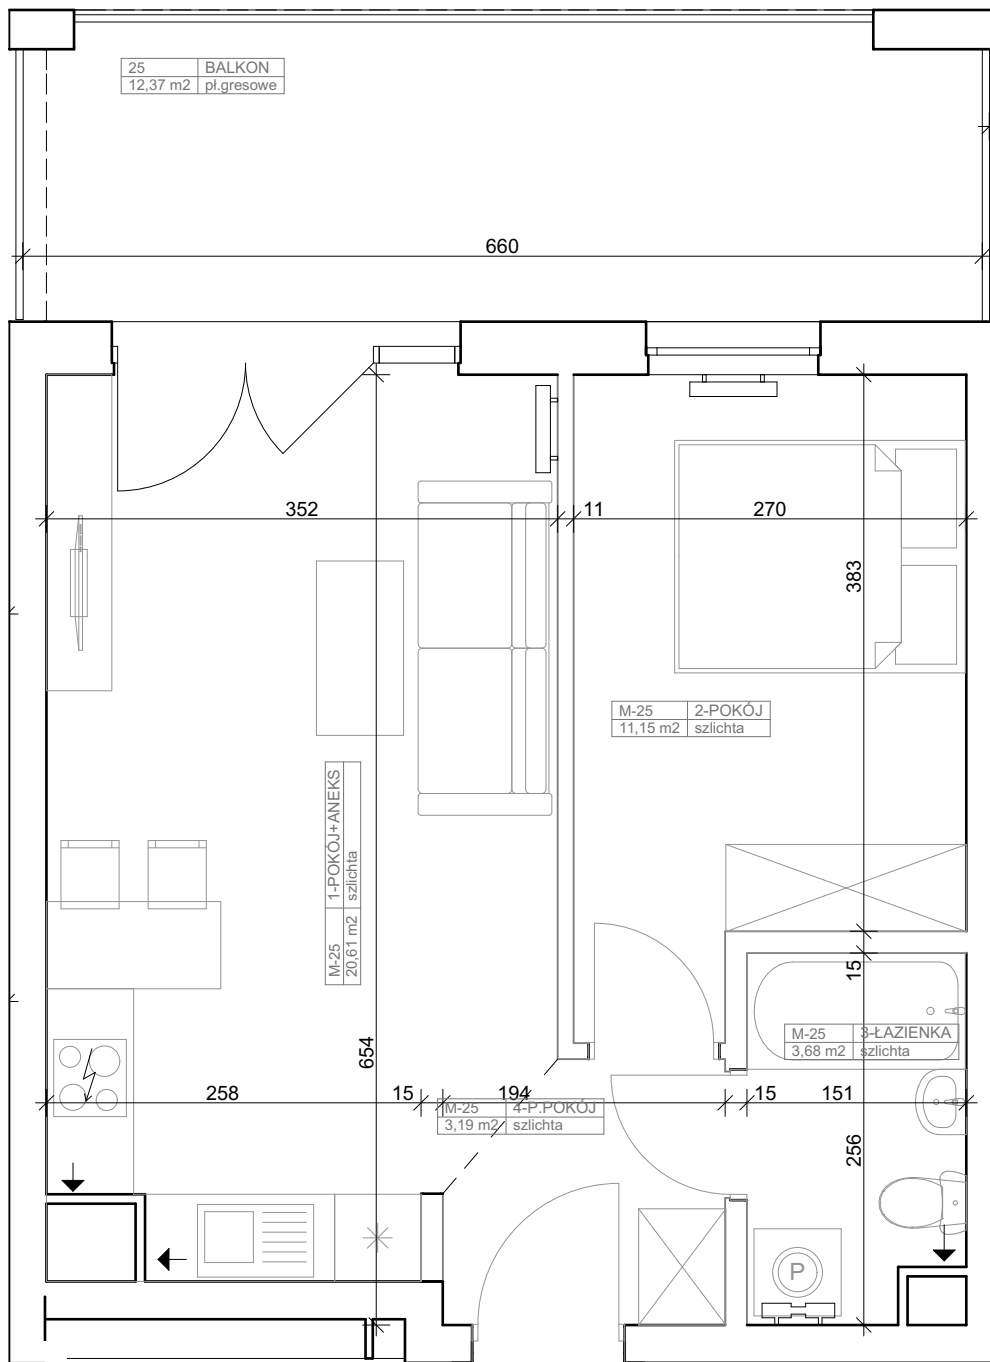 25 BALKON
12,37 m2 pł.gresowe
660
352 11 270
383
M-25 2-POKÓJ
11,15 m2 szlichta
M-25 1-POKÓJ+ANEKS
20,61 m2 szlichta
15
M-25 3-ŁAZIENKA
3,68 m2 szlichta
654
258 15 194 15 151
M-25 4-P.POKÓJ
3,19 m2 szlichta
256
P